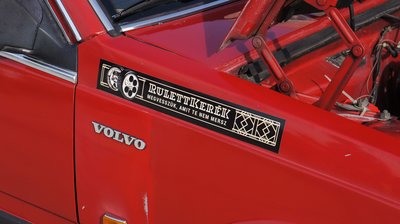 RULETTKERÉK
MEGVESSZÜK, AMIT TE NEM MERSZ
VOLVO